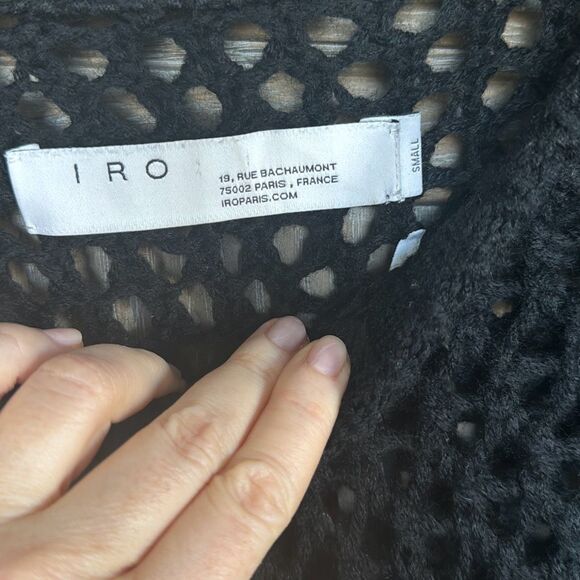 IRO
19, RUE BACHAUMONT
75002 PARIS, FRANCE
IROPARIS.COM
SMALL